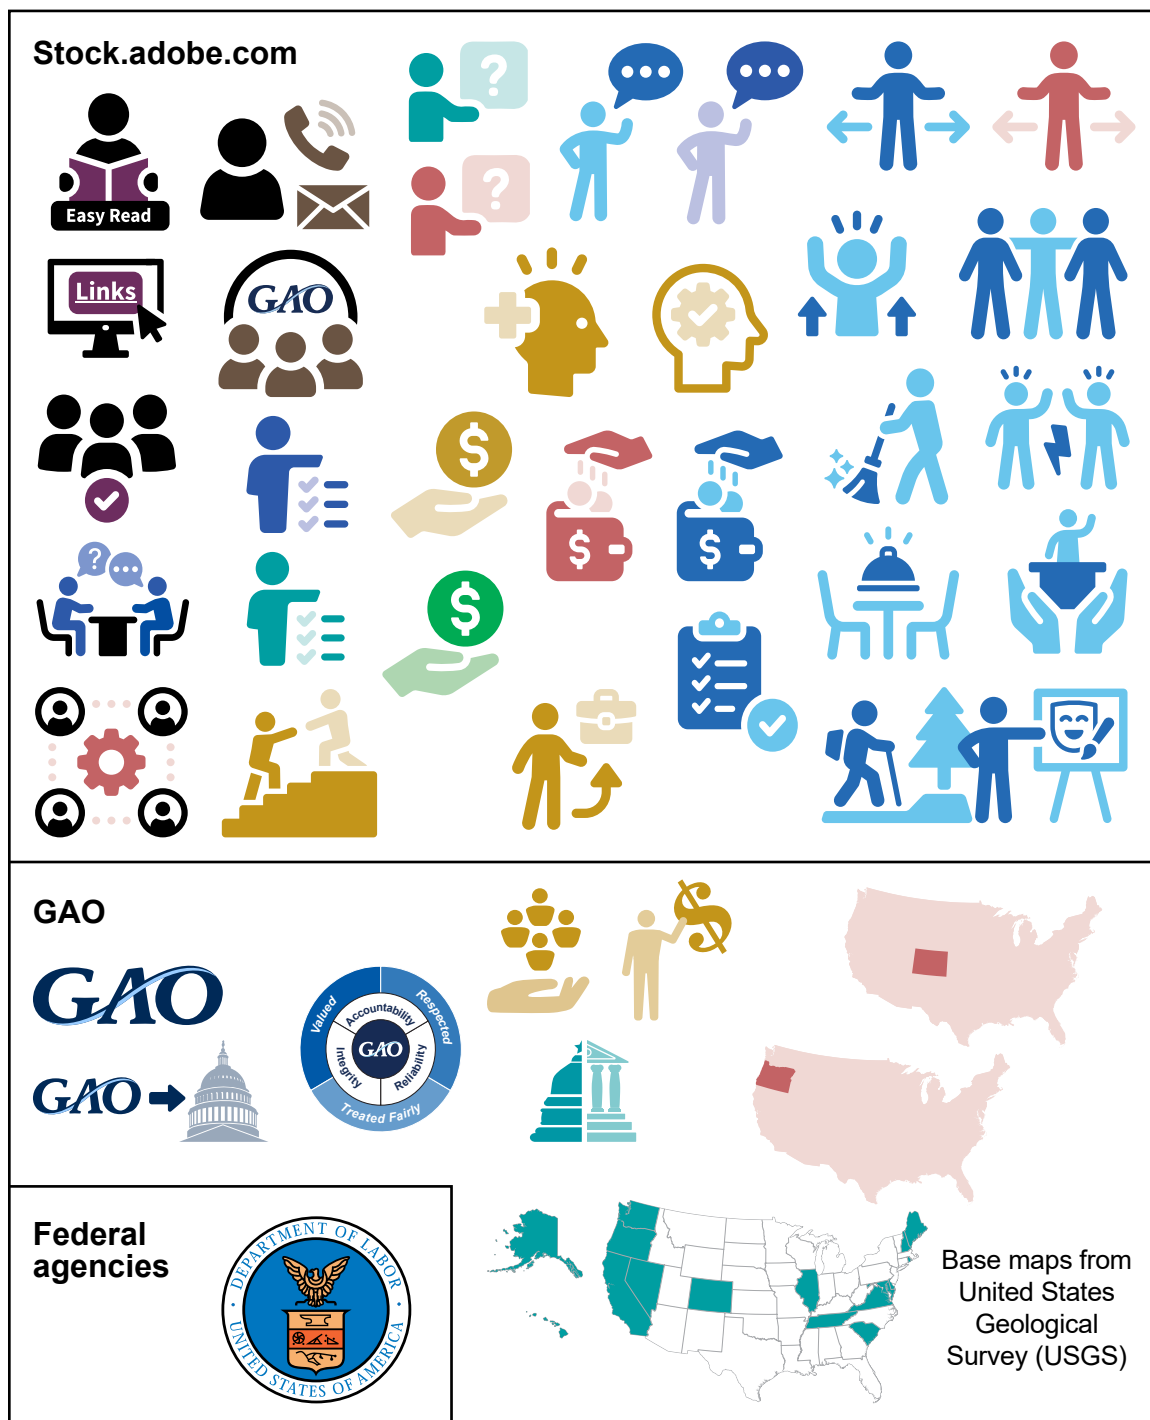 Stock.adobe.com
?
?
Easy Read
Links
GAO
$
$
$
?
$
GAO
GAO
Valued
Respected
Treated Fairly
Accountability
Integrity
Reliability
GAO
GAO
$
Federal
agencies
DEPARTMENT OF LABOR
UNITED STATES OF AMERICA
Base maps from
United States
Geological
Survey (USGS)